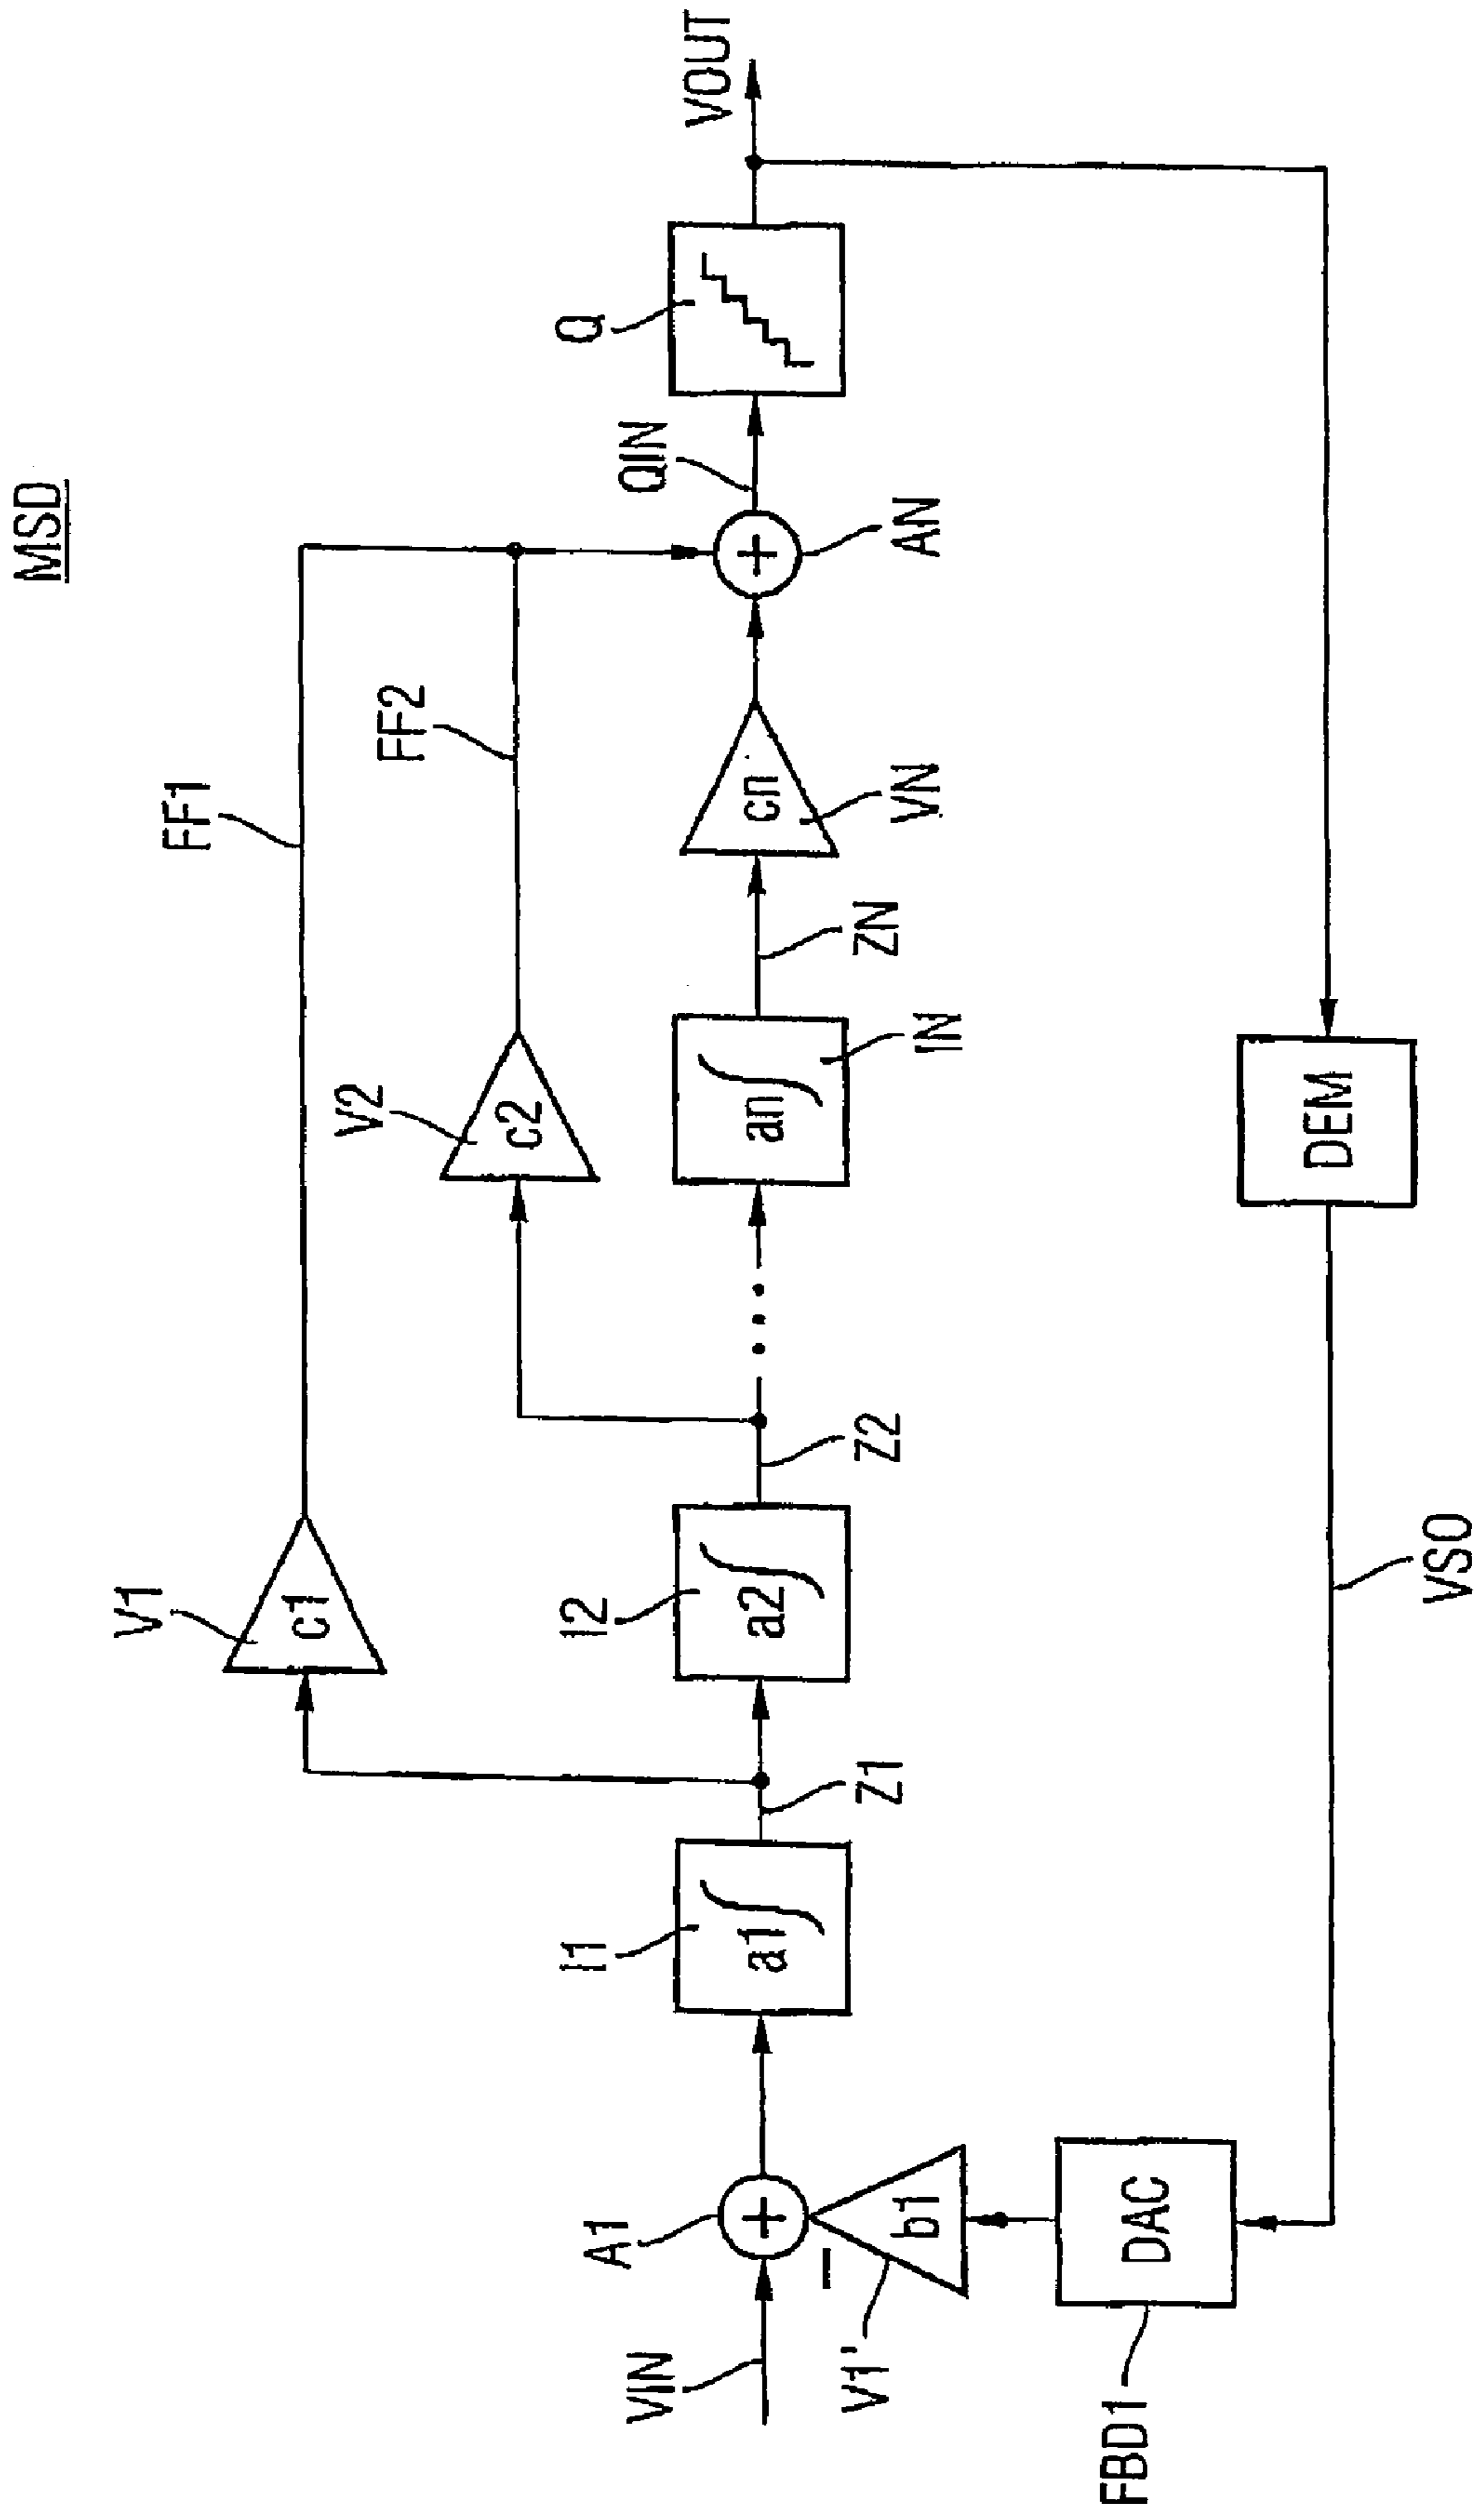 MSD
FF1
V1
c1
V2
c2
FF2
QIN
Q
VOUT
VIN
A1
I1
a1∫
Z1
I2
a2∫
Z2
...
an∫
IN
ZN
cn
VN
+
AN
+
–
b1
V1'
DAC
FBD1
DEM
VSO